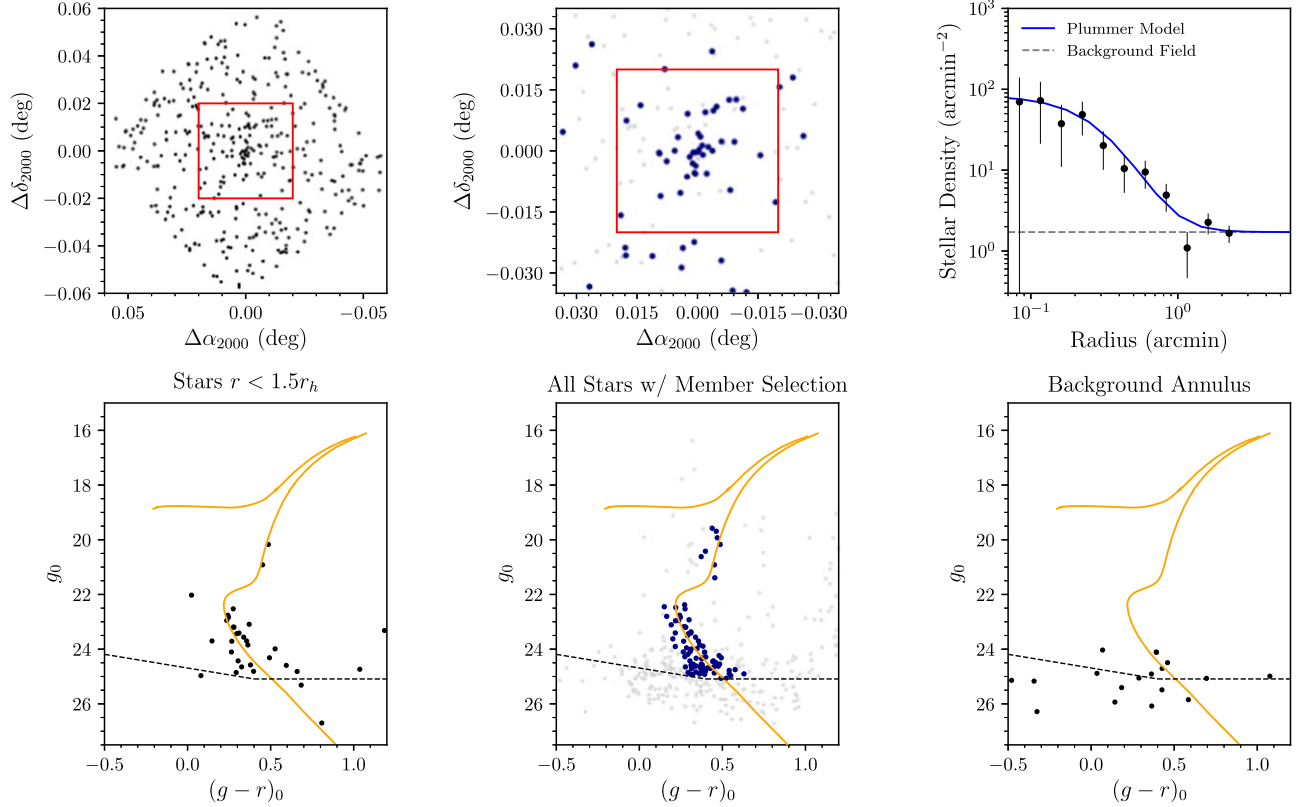 0.06
0.04
0.02
0.00
−0.02
−0.04
−0.06
0.05 0.00 −0.05
Δδ2000 (deg)
Δα2000 (deg)
0.030
0.015
0.000
−0.015
−0.030
0.030 0.015 0.000 −0.015 −0.030
Δδ2000 (deg)
Δα2000 (deg)
10³
10²
10¹
10⁰
10⁻¹ 10⁰
Stellar Density (arcmin⁻²)
Radius (arcmin)
Plummer Model
Background Field
Stars r < 1.5rh
16
18
20
22
24
26
−0.5 0.0 0.5 1.0
g0
(g − r)0
All Stars w/ Member Selection
16
18
20
22
24
26
−0.5 0.0 0.5 1.0
g0
(g − r)0
Background Annulus
16
18
20
22
24
26
−0.5 0.0 0.5 1.0
g0
(g − r)0